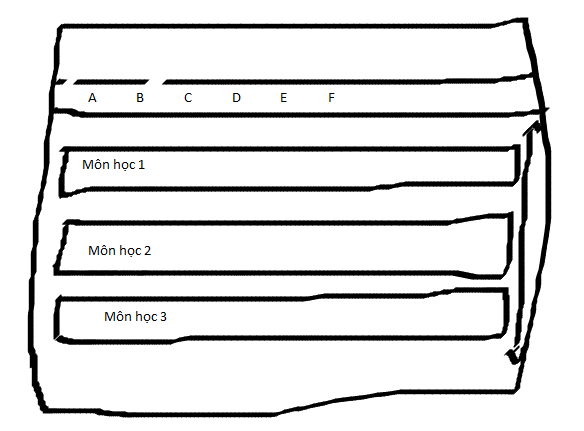 A B C D E F
Môn học 1
Môn học 2
Môn học 3